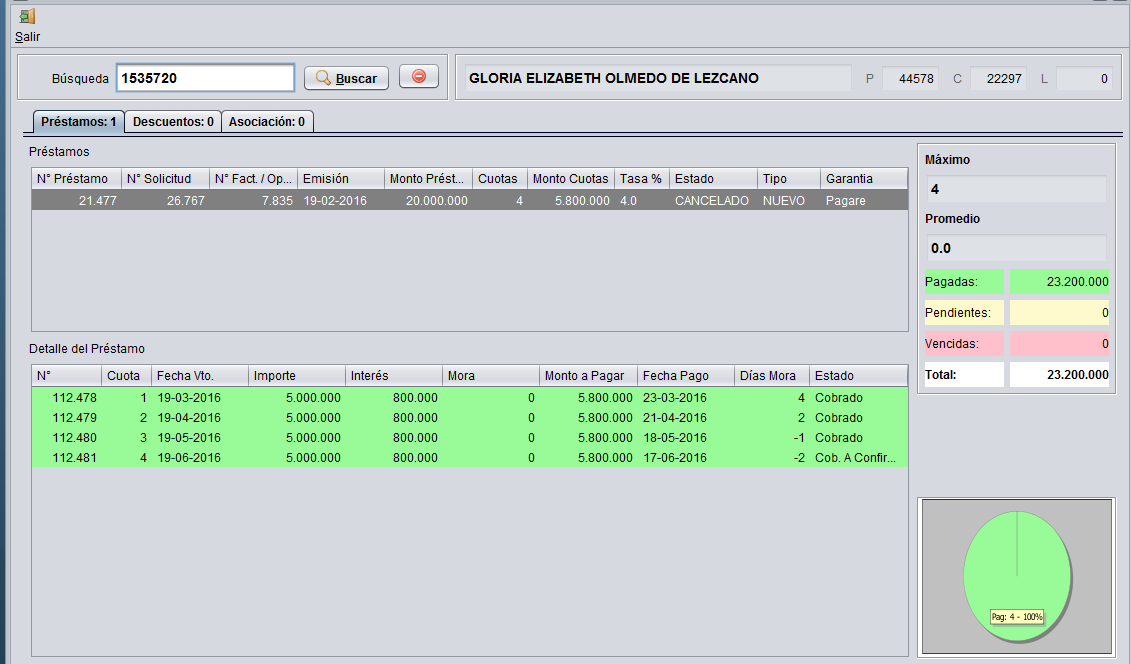 Salir
Búsqueda 1535720 Buscar GLORIA ELIZABETH OLMEDO DE LEZCANO P 44578 C 22297 L 0
Préstamos: 1 Descuentos: 0 Asociación: 0
Préstamos
N° Préstamo N° Solicitud N° Fact. / Op... Emisión Monto Prést... Cuotas Monto Cuotas Tasa % Estado Tipo Garantia
21.477 26.767 7.835 19-02-2016 20.000.000 4 5.800.000 4.0 CANCELADO NUEVO Pagare
Máximo
4
Promedio
0.0
Pagadas: 23.200.000
Pendientes: 0
Vencidas: 0
Total: 23.200.000
Detalle del Préstamo
N° Cuota Fecha Vto. Importe Interés Mora Monto a Pagar Fecha Pago Días Mora Estado
112.478 1 19-03-2016 5.000.000 800.000 0 5.800.000 23-03-2016 4 Cobrado
112.479 2 19-04-2016 5.000.000 800.000 0 5.800.000 21-04-2016 2 Cobrado
112.480 3 19-05-2016 5.000.000 800.000 0 5.800.000 18-05-2016 -1 Cobrado
112.481 4 19-06-2016 5.000.000 800.000 0 5.800.000 17-06-2016 -2 Cob. A Confir...
Pag: 4 - 100%